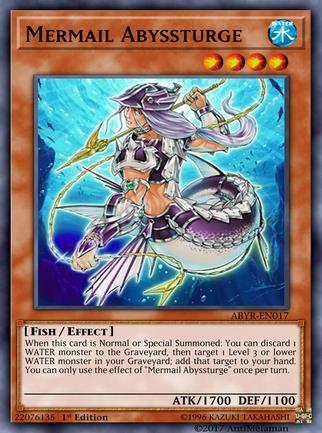 Mermail Abyssturge
WATER
水
ABYR-EN017
[Fish / Effect]
When this card is Normal or Special Summoned: You can discard 1
WATER monster to the Graveyard, then target 1 Level 3 or lower
WATER monster in your Graveyard; add that target to your hand.
You can only use the effect of "Mermail Abyssturge" once per turn.
ATK/1700 DEF/1100
22076135 1st Edition ©1996 KAZUKI TAKAHASHI
©2017 AntiMetaman